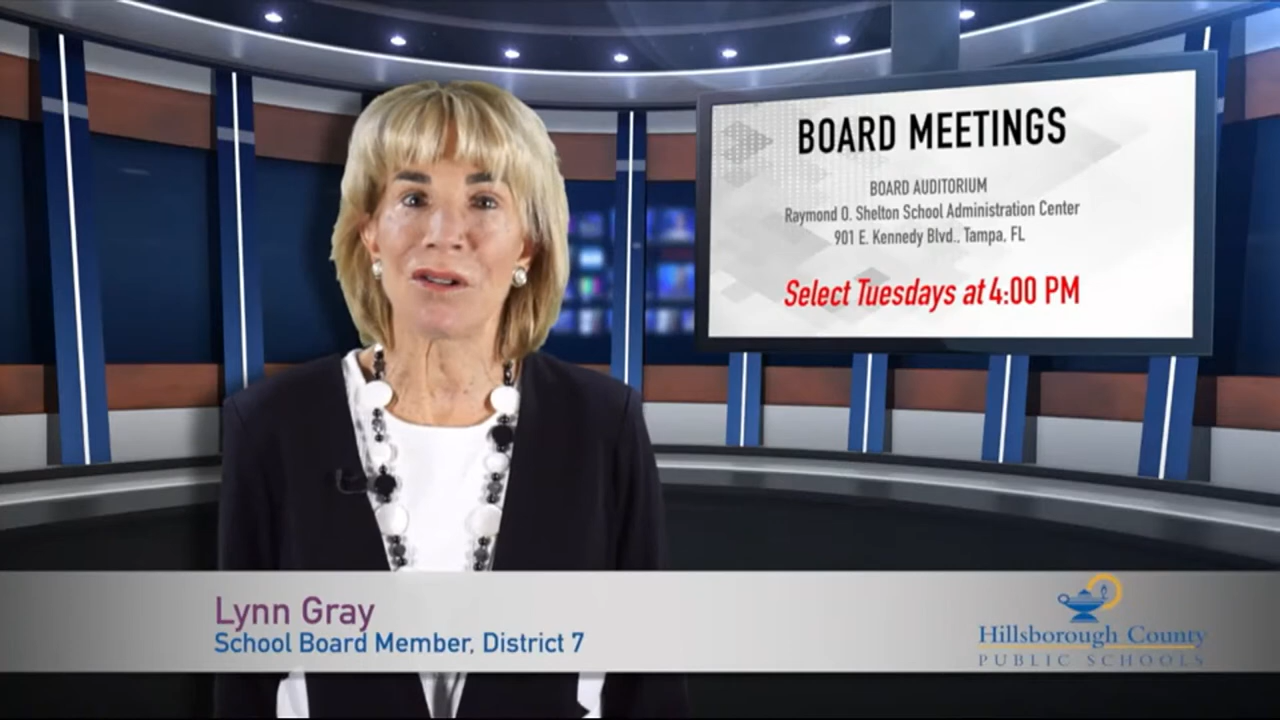 BOARD MEETINGS
BOARD AUDITORIUM
Raymond O. Shelton School Administration Center
901 E. Kennedy Blvd., Tampa, FL
Select Tuesdays at 4:00 PM
Lynn Gray
School Board Member, District 7
Hillsborough County
PUBLIC SCHOOLS